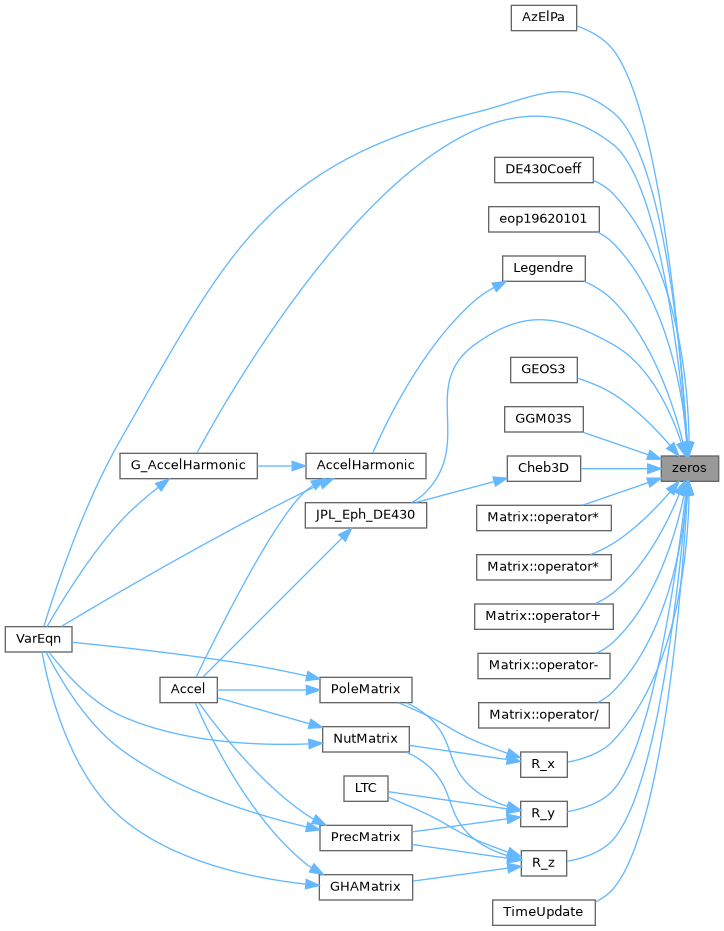 AzElPa
DE430Coeff
eop19620101
Legendre
GEOS3
GGM03S
G_AccelHarmonic
AccelHarmonic
Cheb3D
zeros
JPL_Eph_DE430
Matrix::operator*
Matrix::operator*
Matrix::operator+
VarEqn
Matrix::operator-
Accel
PoleMatrix
Matrix::operator/
NutMatrix
R_x
LTC
R_y
PrecMatrix
R_z
GHAMatrix
TimeUpdate